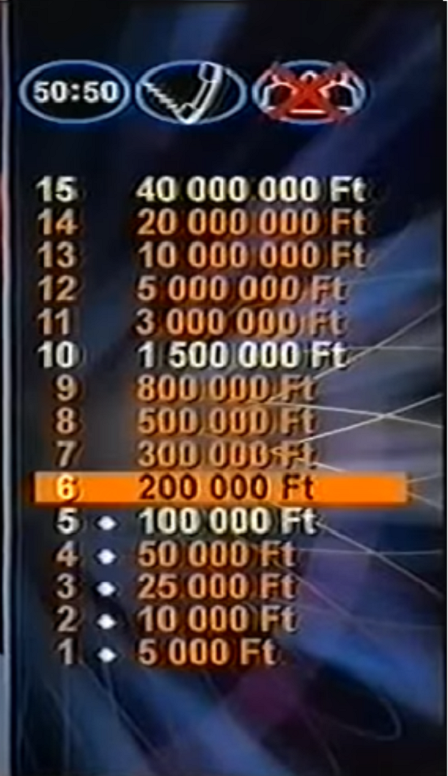 50:50
15 40 000 000 Ft
14 20 000 000 Ft
13 10 000 000 Ft
12 5 000 000 Ft
11 3 000 000 Ft
10 1 500 000 Ft
9 800 000 Ft
8 500 000 Ft
7 300 000 Ft
6 200 000 Ft
5 ♦ 100 000 Ft
4 ♦ 50 000 Ft
3 ♦ 25 000 Ft
2 ♦ 10 000 Ft
1 ♦ 5 000 Ft